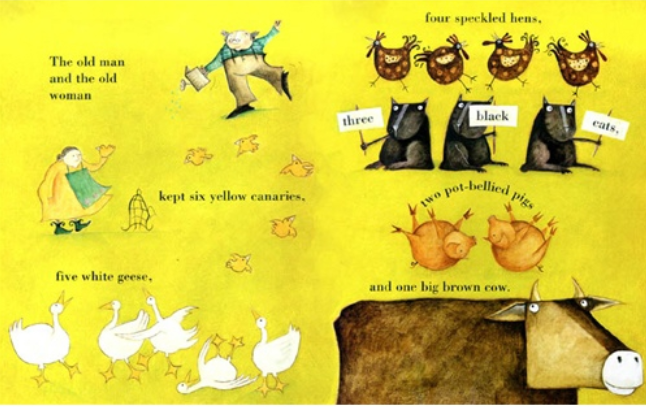 The old man
and the old
woman
kept six yellow canaries,
five white geese,
four speckled hens,
three
black
cats,
two pot-bellied pigs
and one big brown cow.